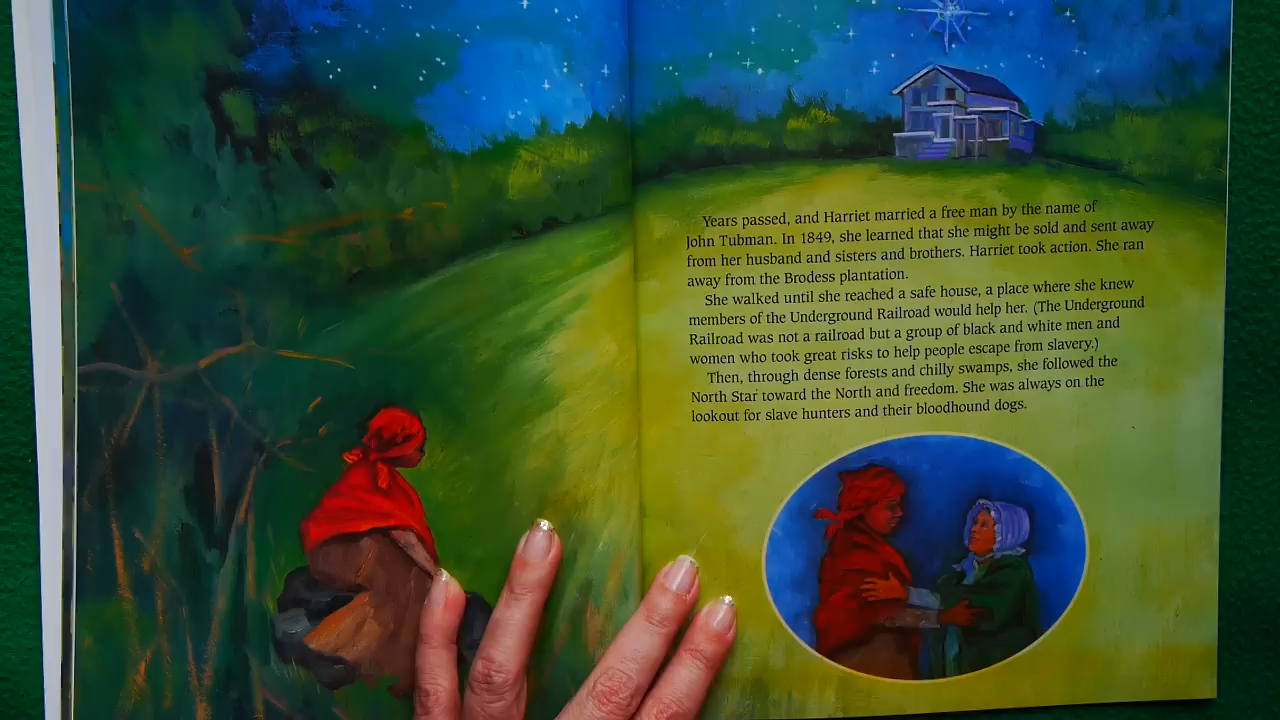 Years passed, and Harriet married a free man by the name of
John Tubman. In 1849, she learned that she might be sold and sent away
from her husband and sisters and brothers. Harriet took action. She ran
away from the Brodess plantation.
She walked until she reached a safe house, a place where she knew
members of the Underground Railroad would help her. (The Underground
Railroad was not a railroad but a group of black and white men and
women who took great risks to help people escape from slavery.)
Then, through dense forests and chilly swamps, she followed the
North Star toward the North and freedom. She was always on the
lookout for slave hunters and their bloodhound dogs.